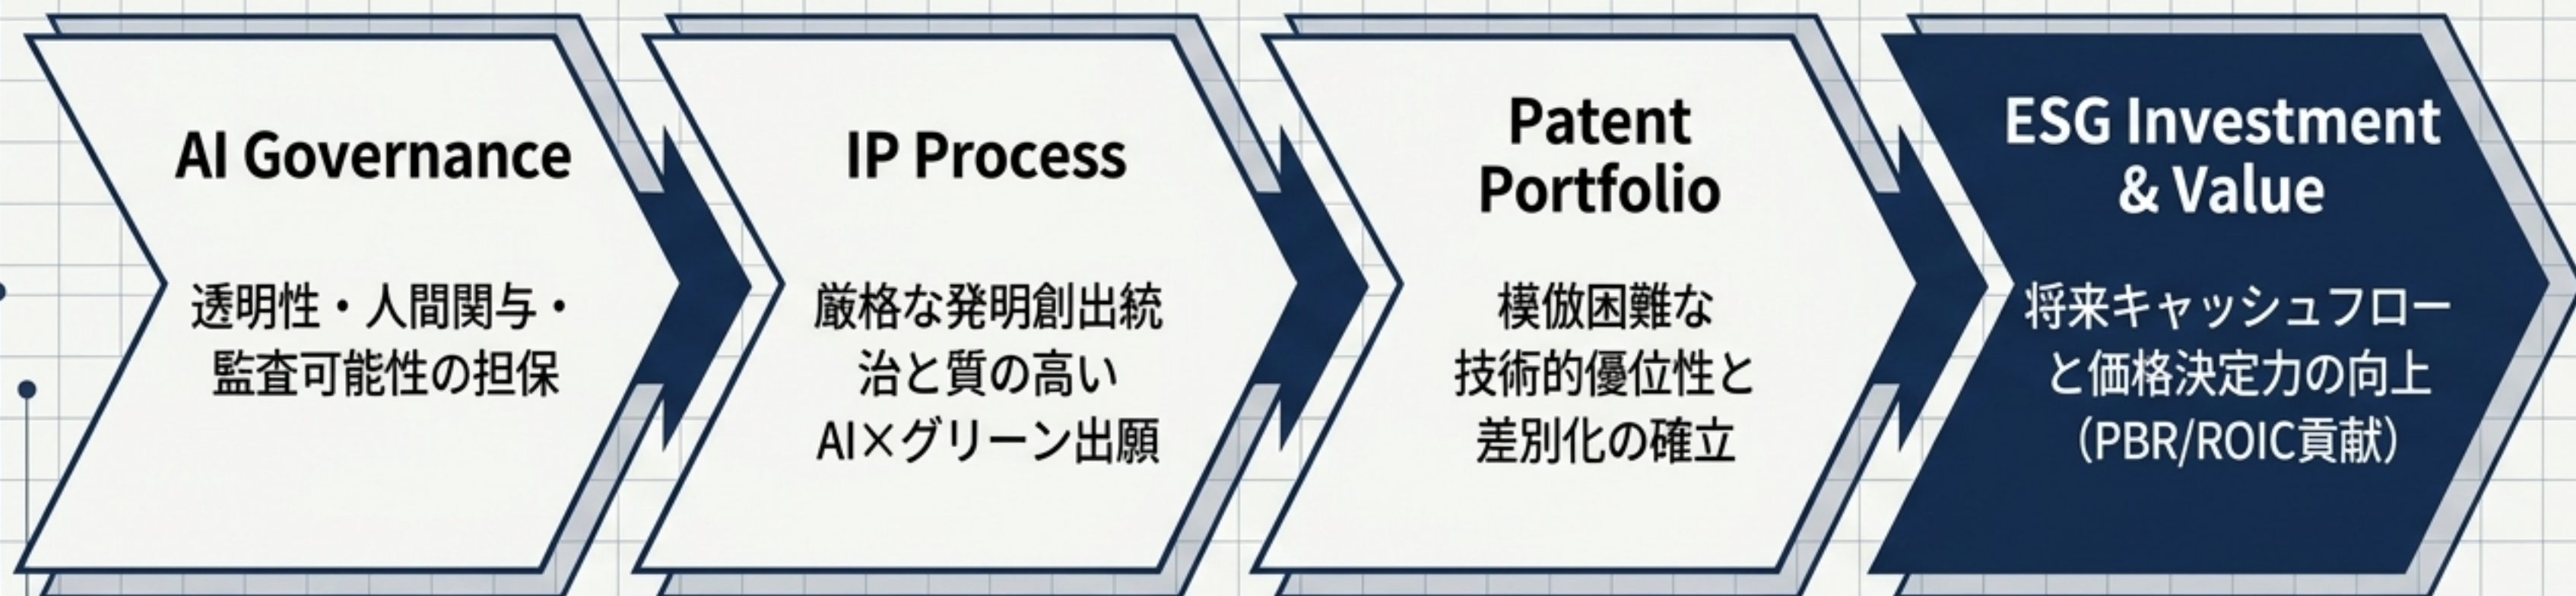 AI Governance
透明性・人間関与・
監査可能性の担保
IP Process
厳格な発明創出統
治と質の高い
AI×グリーン出願
Patent
Portfolio
模倣困難な
技術的優位性と
差別化の確立
ESG Investment
& Value
将来キャッシュフロー
と価格決定力の向上
（PBR/ROIC貢献）